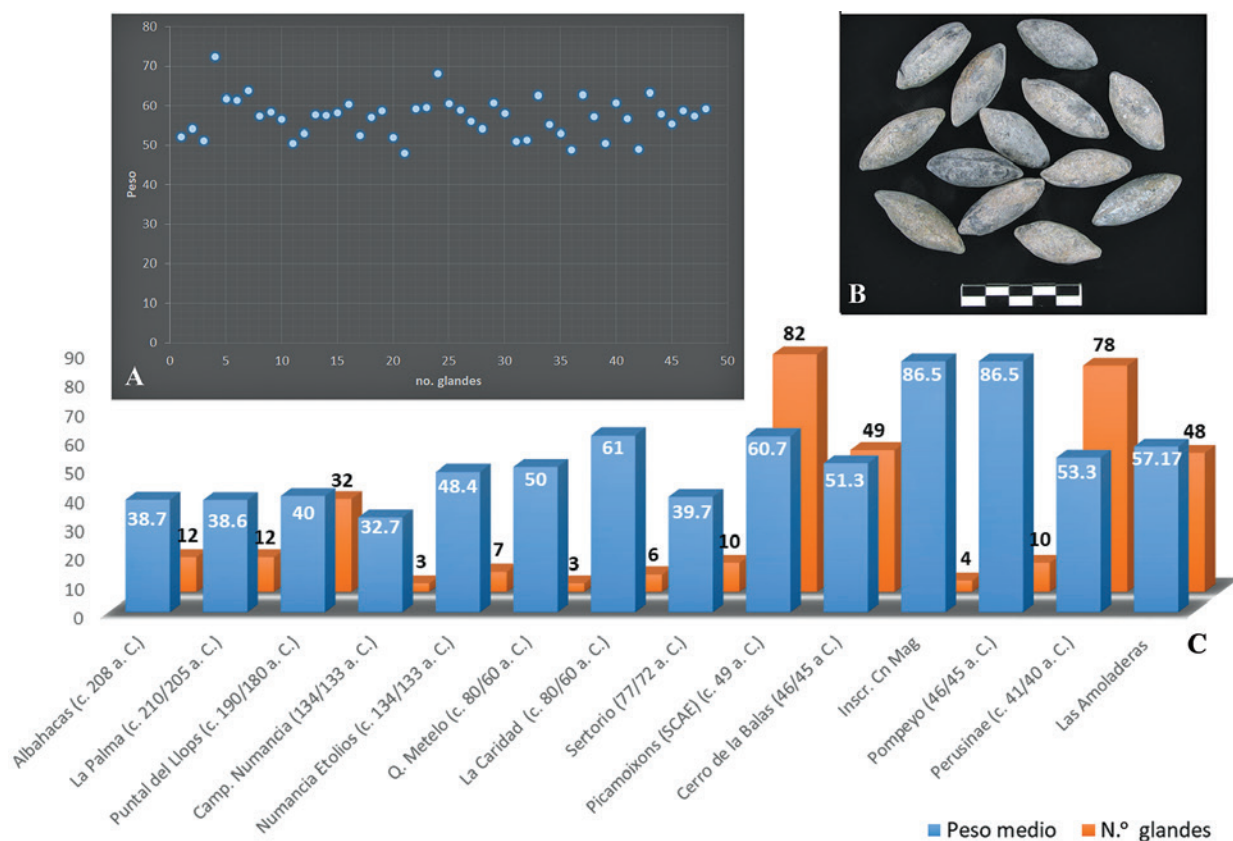 80
70
60
50
40
30
20
10
0
Peso
0 5 10 15 20 25 30 35 40 45 50
no. glandes
A
B
90
80
70
60
50
40
30
20
10
0
38.7 12 38.6 12 40 32 32.7 3 48.4 7 50 3 61 6 39.7 10 60.7 82 51.3 49 86.5 4 86.5 10 53.3 78 57.17 48
C
Albahacas (c. 208 a. C.)
La Palma (c. 210/205 a. C.)
Puntal del Llops (c. 190/180 a. C.)
Camp. Numancia (134/133 a. C.)
Numancia Etolios (c. 134/133 a. C.)
Q. Metelo (c. 80/60 a. C.)
La Caridad (c. 80/60 a. C.)
Sertorio (77/72 a. C.)
Picamoixons (SCAE) (c. 49 a. C.)
Cerro de la Balas (46/45 a C.)
Inscr. Cn Mag
Pompeyo (46/45 a. C.)
Perusinae (c. 41/40 a. C.)
Las Amoladeras
Peso medio N.º glandes